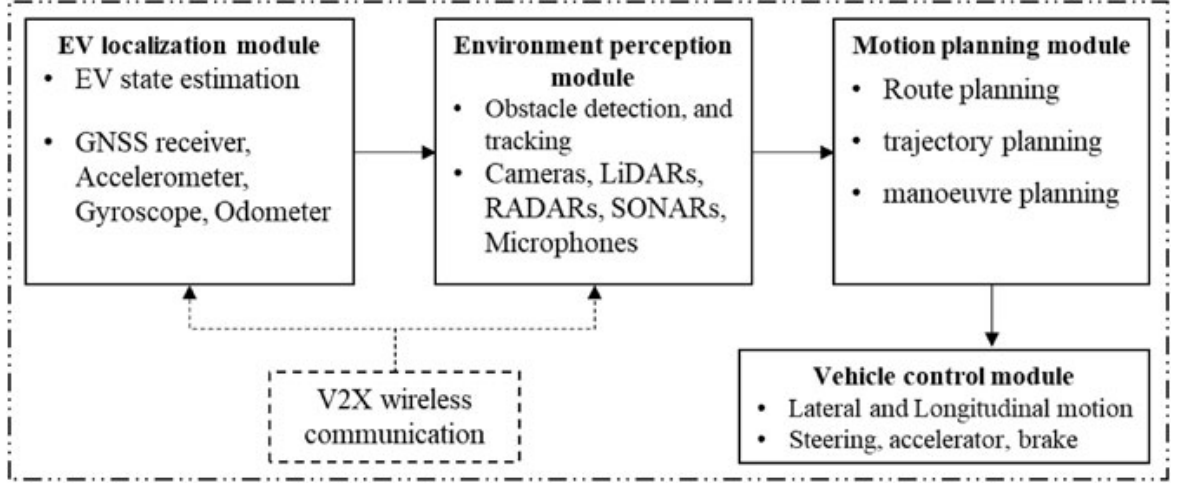 EV localization module
• EV state estimation
• GNSS receiver,
Accelerometer,
Gyroscope, Odometer
Environment perception
module
• Obstacle detection, and
tracking
• Cameras, LiDARs,
RADARs, SONARs,
Microphones
Motion planning module
• Route planning
• trajectory planning
• manoeuvre planning
V2X wireless
communication
Vehicle control module
• Lateral and Longitudinal motion
• Steering, accelerator, brake